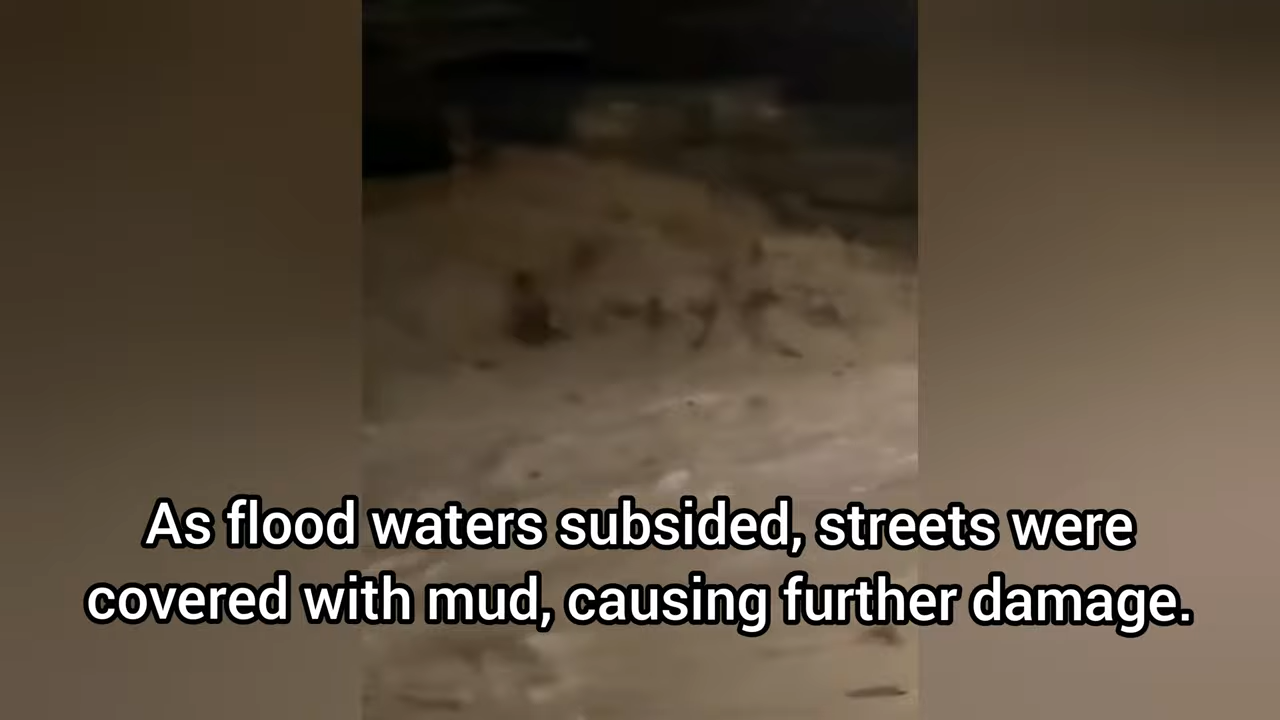 As flood waters subsided, streets were
covered with mud, causing further damage.